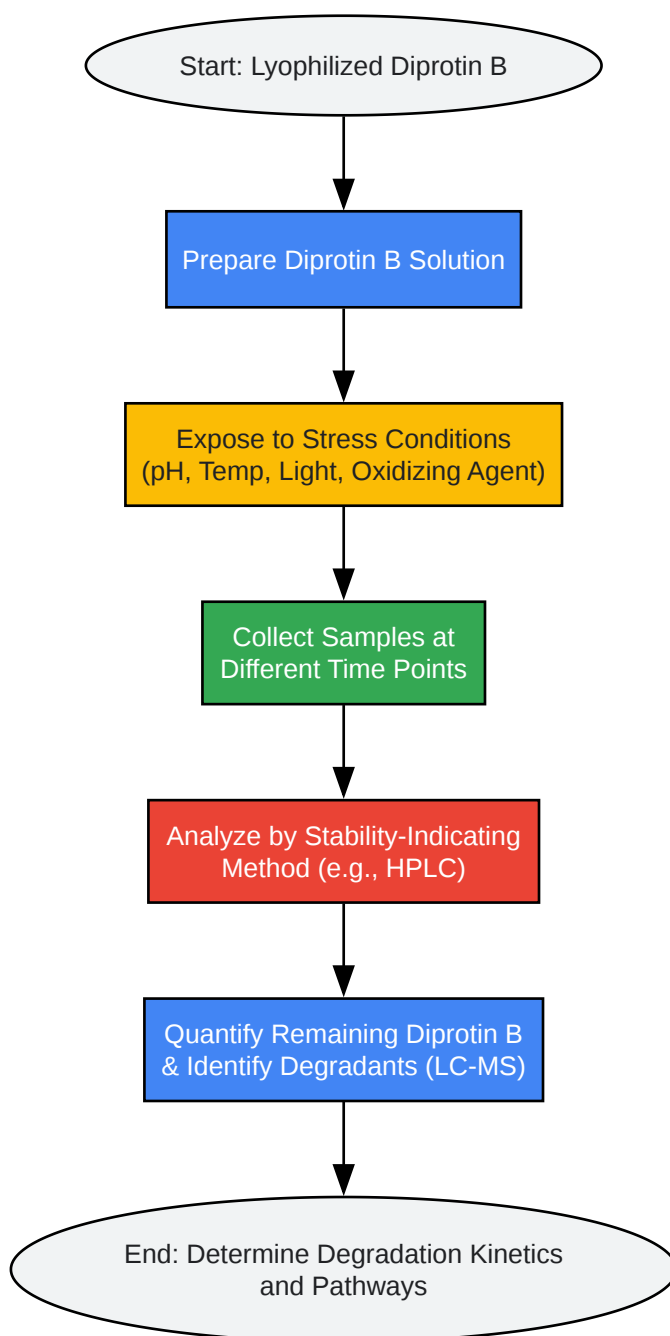 Start: Lyophilized Diprotin B
Prepare Diprotin B Solution
Expose to Stress Conditions
(pH, Temp, Light, Oxidizing Agent)
Collect Samples at
Different Time Points
Analyze by Stability-Indicating
Method (e.g., HPLC)
Quantify Remaining Diprotin B
& Identify Degradants (LC-MS)
End: Determine Degradation Kinetics
and Pathways